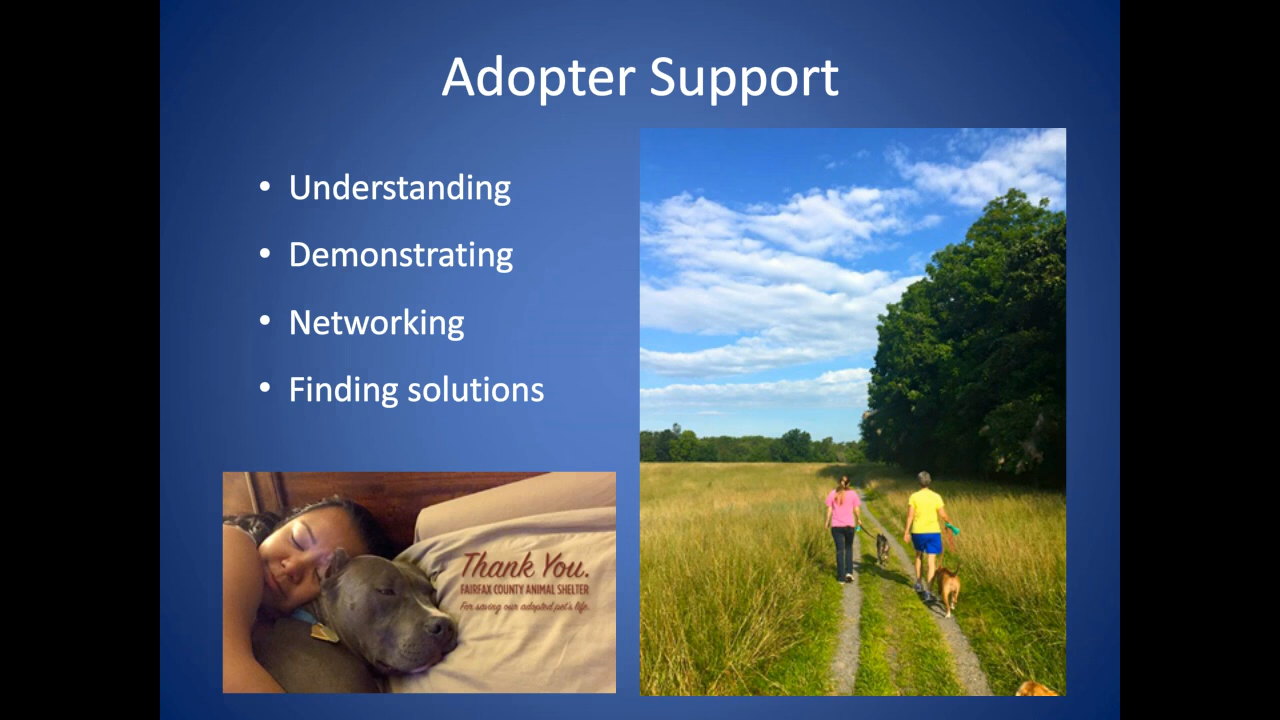 Adopter Support
• Understanding
• Demonstrating
• Networking
• Finding solutions
Thank You.
FAIRFAX COUNTY ANIMAL SHELTER
For saving our adopted pet's life.